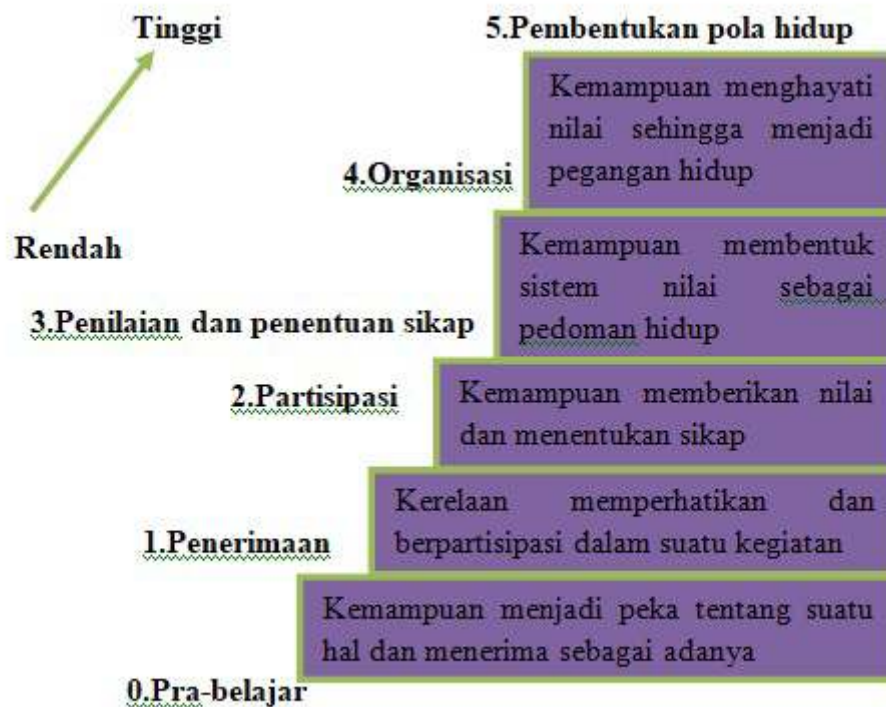 Tinggi
5.Pembentukan pola hidup
Kemampuan menghayati
nilai sehingga menjadi
pegangan hidup
4.Organisasi
Rendah
Kemampuan membentuk
sistem nilai sebagai
pedoman hidup
3.Penilaian dan penentuan sikap
2.Partisipasi
Kemampuan memberikan nilai
dan menentukan sikap
Kerelaan memperhatikan dan
berpartisipasi dalam suatu kegiatan
1.Penerimaan
Kemampuan menjadi peka tentang suatu
hal dan menerima sebagai adanya
0.Pra-belajar